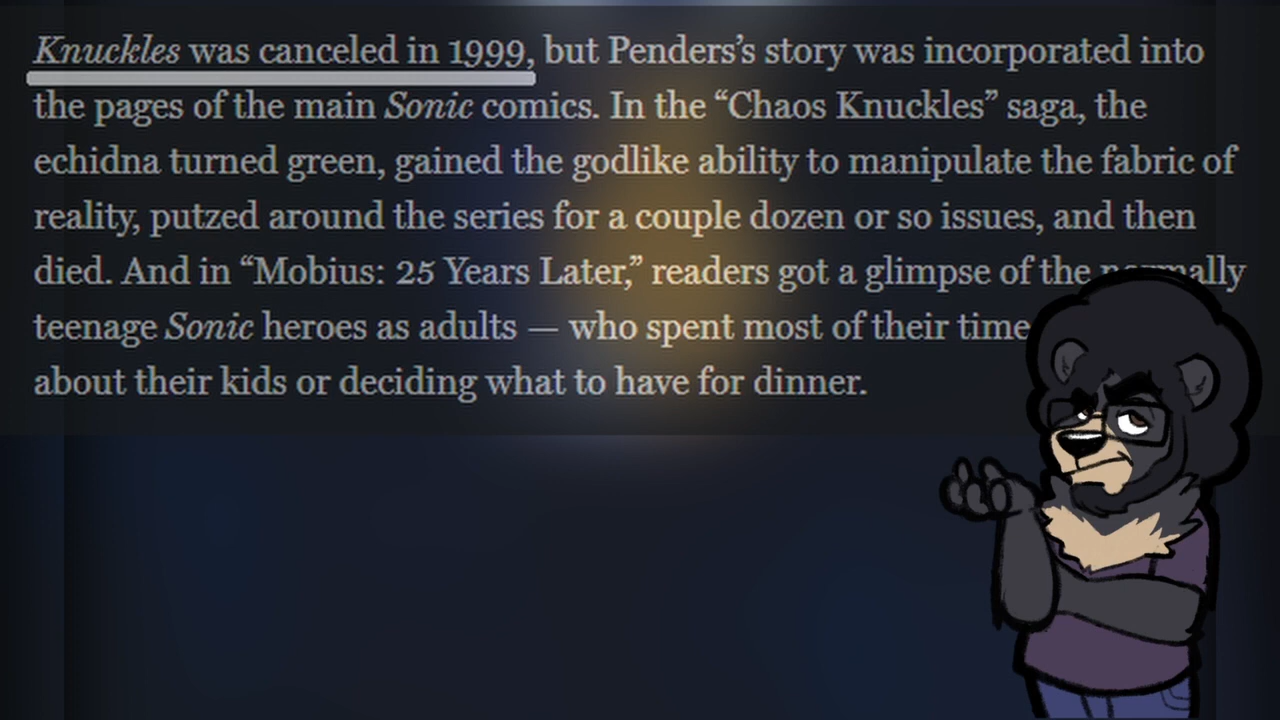 Knuckles was canceled in 1999, but Penders’s story was incorporated into
the pages of the main Sonic comics. In the “Chaos Knuckles” saga, the
echidna turned green, gained the godlike ability to manipulate the fabric of
reality, putzed around the series for a couple dozen or so issues, and then
died. And in “Mobius: 25 Years Later,” readers got a glimpse of the normally
teenage Sonic heroes as adults — who spent most of their time
about their kids or deciding what to have for dinner.